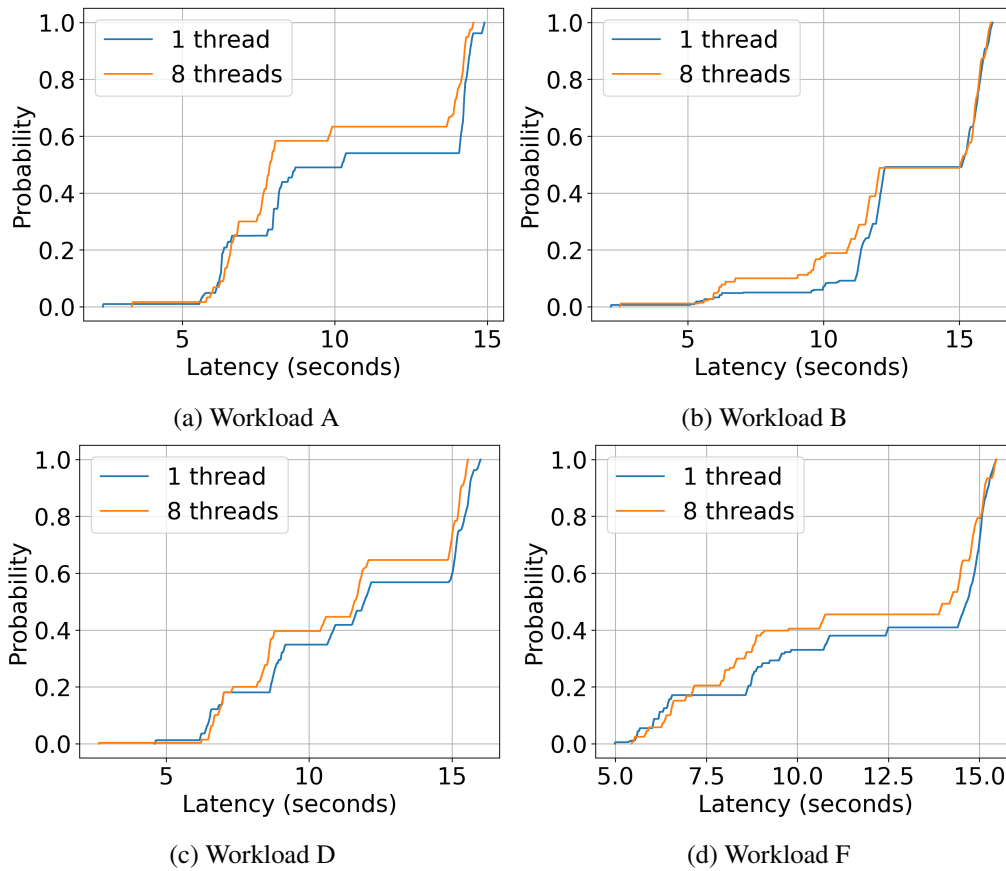 1.0
0.8
0.6
0.4
0.2
0.0
Probability
1 thread
8 threads
5 10 15
Latency (seconds)
(a) Workload A
1.0
0.8
0.6
0.4
0.2
0.0
Probability
1 thread
8 threads
5 10 15
Latency (seconds)
(b) Workload B
1.0
0.8
0.6
0.4
0.2
0.0
Probability
1 thread
8 threads
5 10 15
Latency (seconds)
(c) Workload D
1.0
0.8
0.6
0.4
0.2
0.0
Probability
1 thread
8 threads
5.0 7.5 10.0 12.5 15.0
Latency (seconds)
(d) Workload F